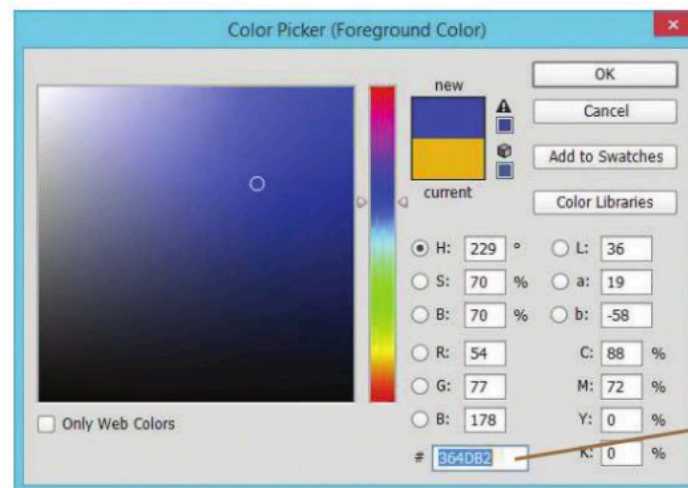 Color Picker (Foreground Color)
new
current
OK
Cancel
Add to Swatches
Color Libraries
H: 229 °
S: 70 %
B: 70 %
R: 54
G: 77
B: 178
# 364DB2
L: 36
a: 19
b: -58
C: 88 %
M: 72 %
Y: 0 %
K: 0 %
Only Web Colors